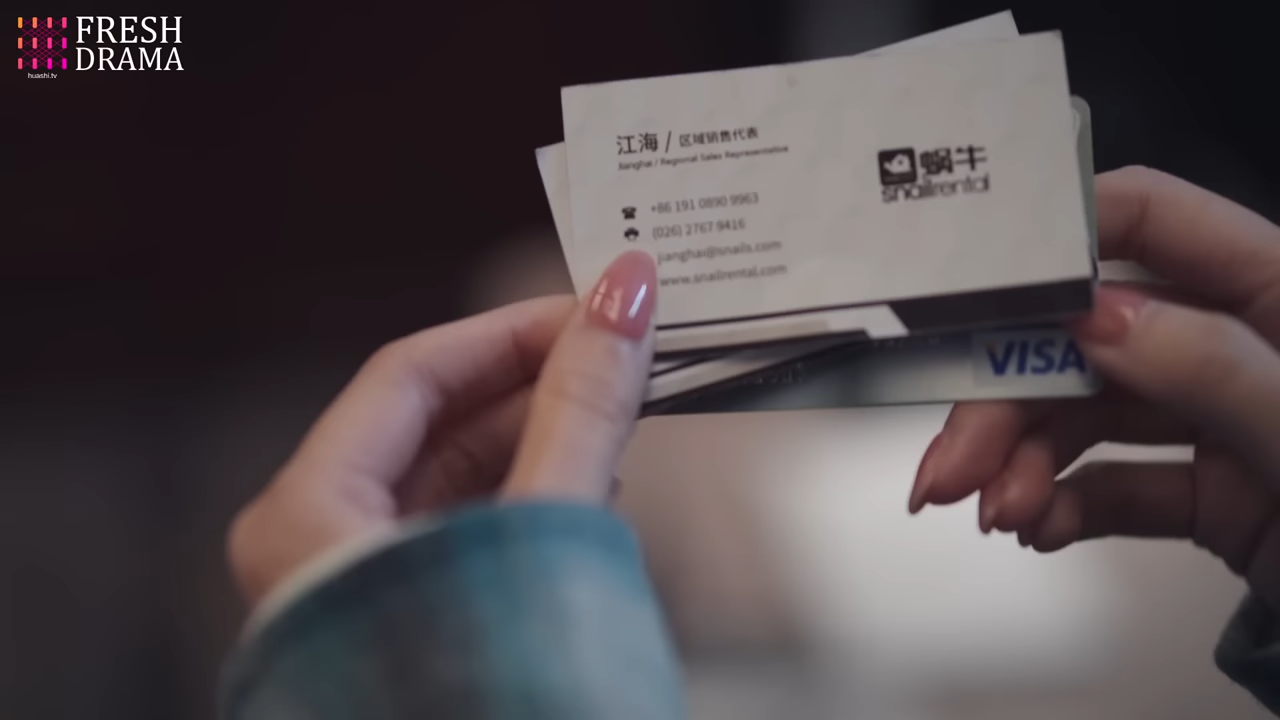 FRESH
DRAMA
huashi.tv
江海 / 区域销售代表
Jianghai / Regional Sales Representative
+86 191 0890 9963
(026) 2767 9416
jianghai@snails.com
www.snailrental.com
蜗牛
snailrental
VISA